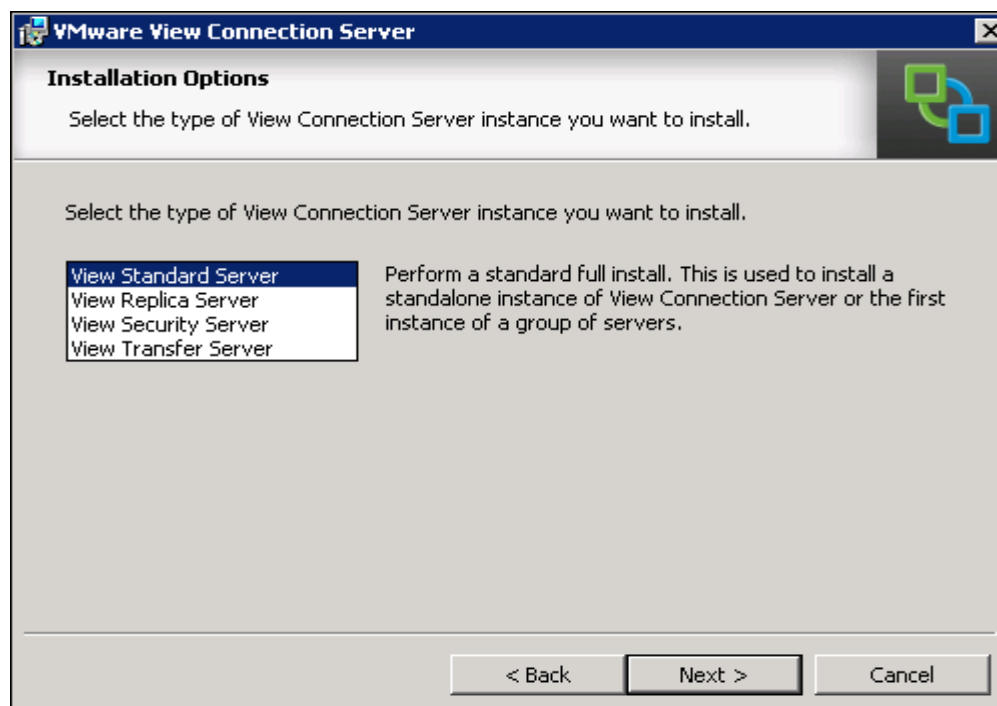 VMware View Connection Server
Installation Options
Select the type of View Connection Server instance you want to install.
Select the type of View Connection Server instance you want to install.
View Standard Server
View Replica Server
View Security Server
View Transfer Server
Perform a standard full install. This is used to install a
standalone instance of View Connection Server or the first
instance of a group of servers.
< Back
Next >
Cancel